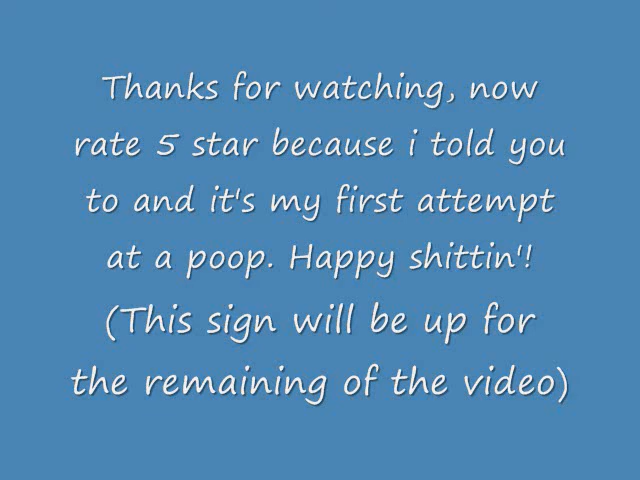 Thanks for watching, now
rate 5 star because i told you
to and it's my first attempt
at a poop. Happy shittin'!
(This sign will be up for
the remaining of the video)